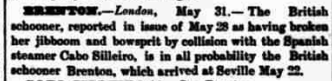 BRENTON.—London, May 31.— The British
schooner, reported in issue of May 28 as having broken
her jibboom and bowsprit by collision with the Spanish
steamer Cabo Silleiro, is in all probability the British
schooner Brenton, which arrived at Seville May 22.